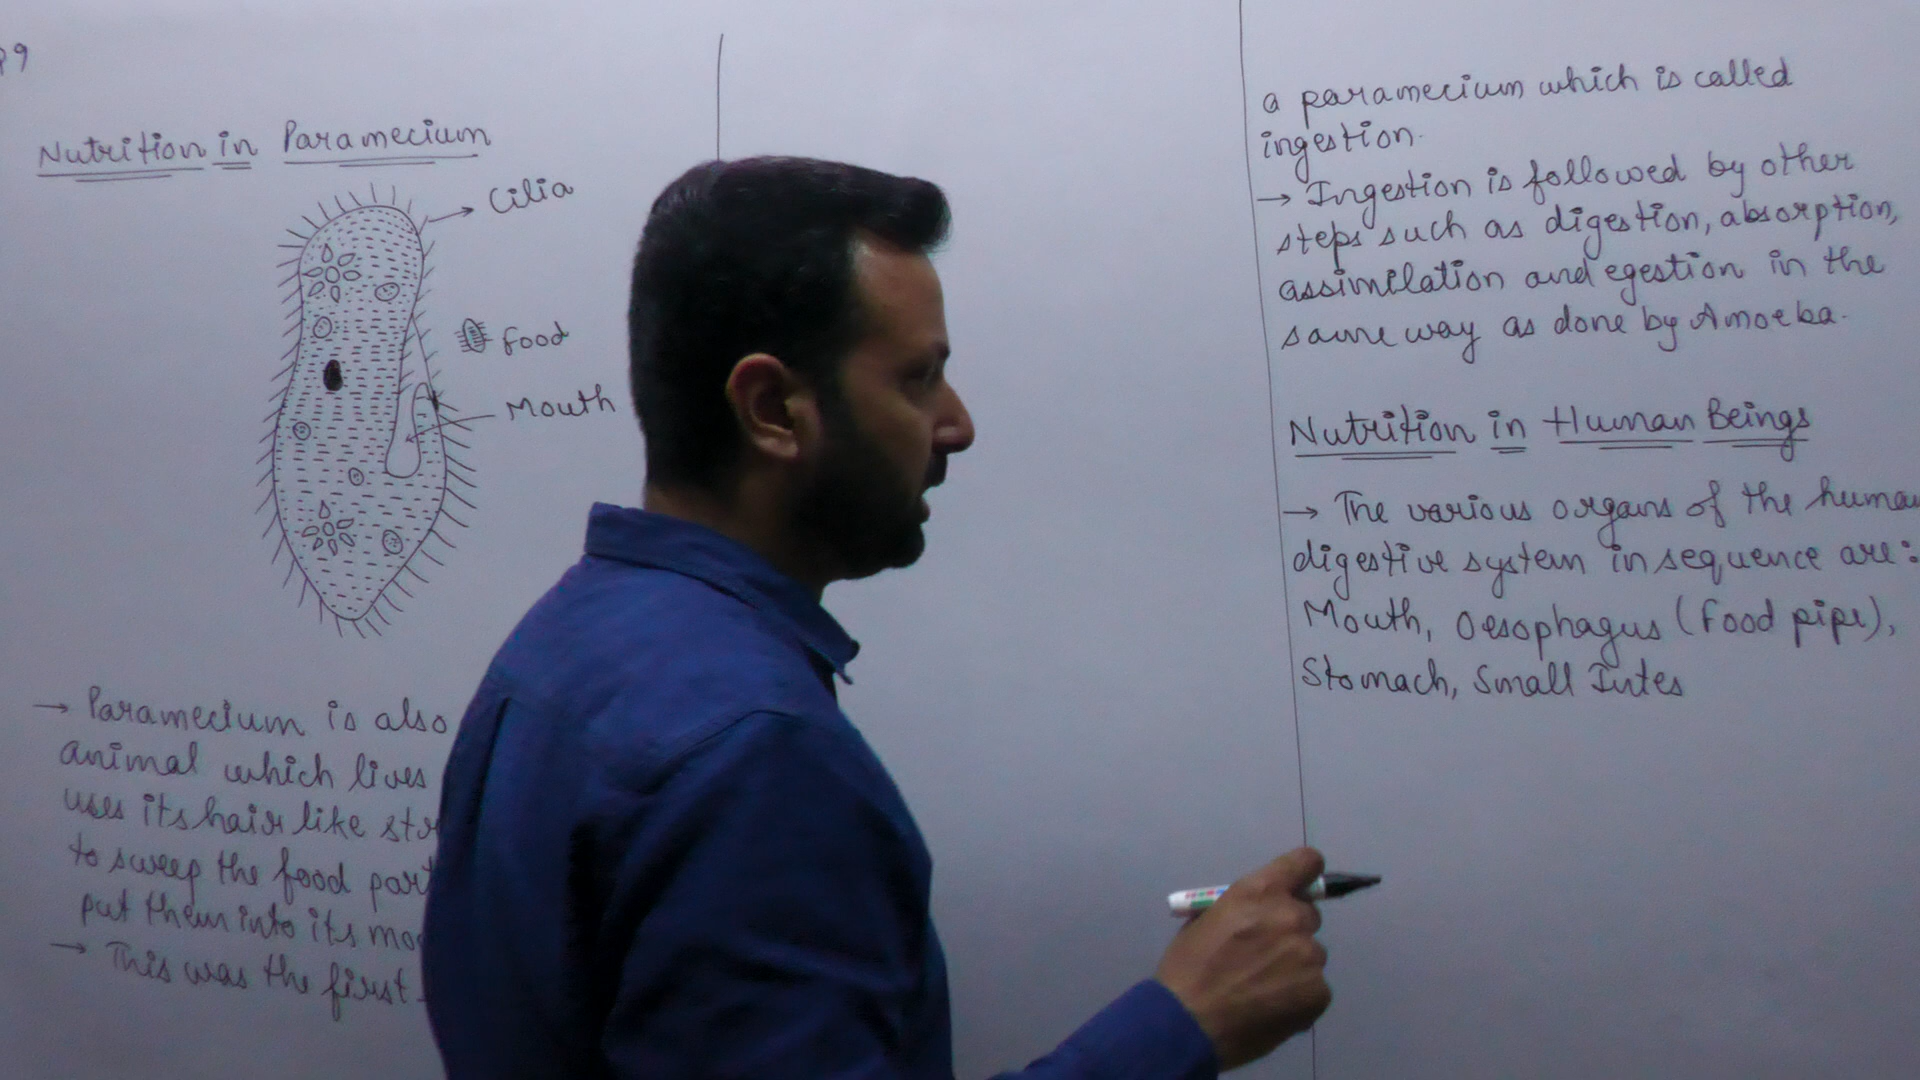 Nutrition in Paramecium
Cilia
food
Mouth
→ Paramecium is also
animal which lives
uses its hair like
to sweep the food
put them into its
→ This was the first
a paramecium which is called
ingestion.
→ Ingestion is followed by other
steps such as digestion, absorption,
assimilation and egestion in the
same way as done by Amoeba.
Nutrition in Human Beings
→ The various organs of the human
digestive system in sequence are:
Mouth, Oesophagus (Food pipe),
Stomach, Small Intes